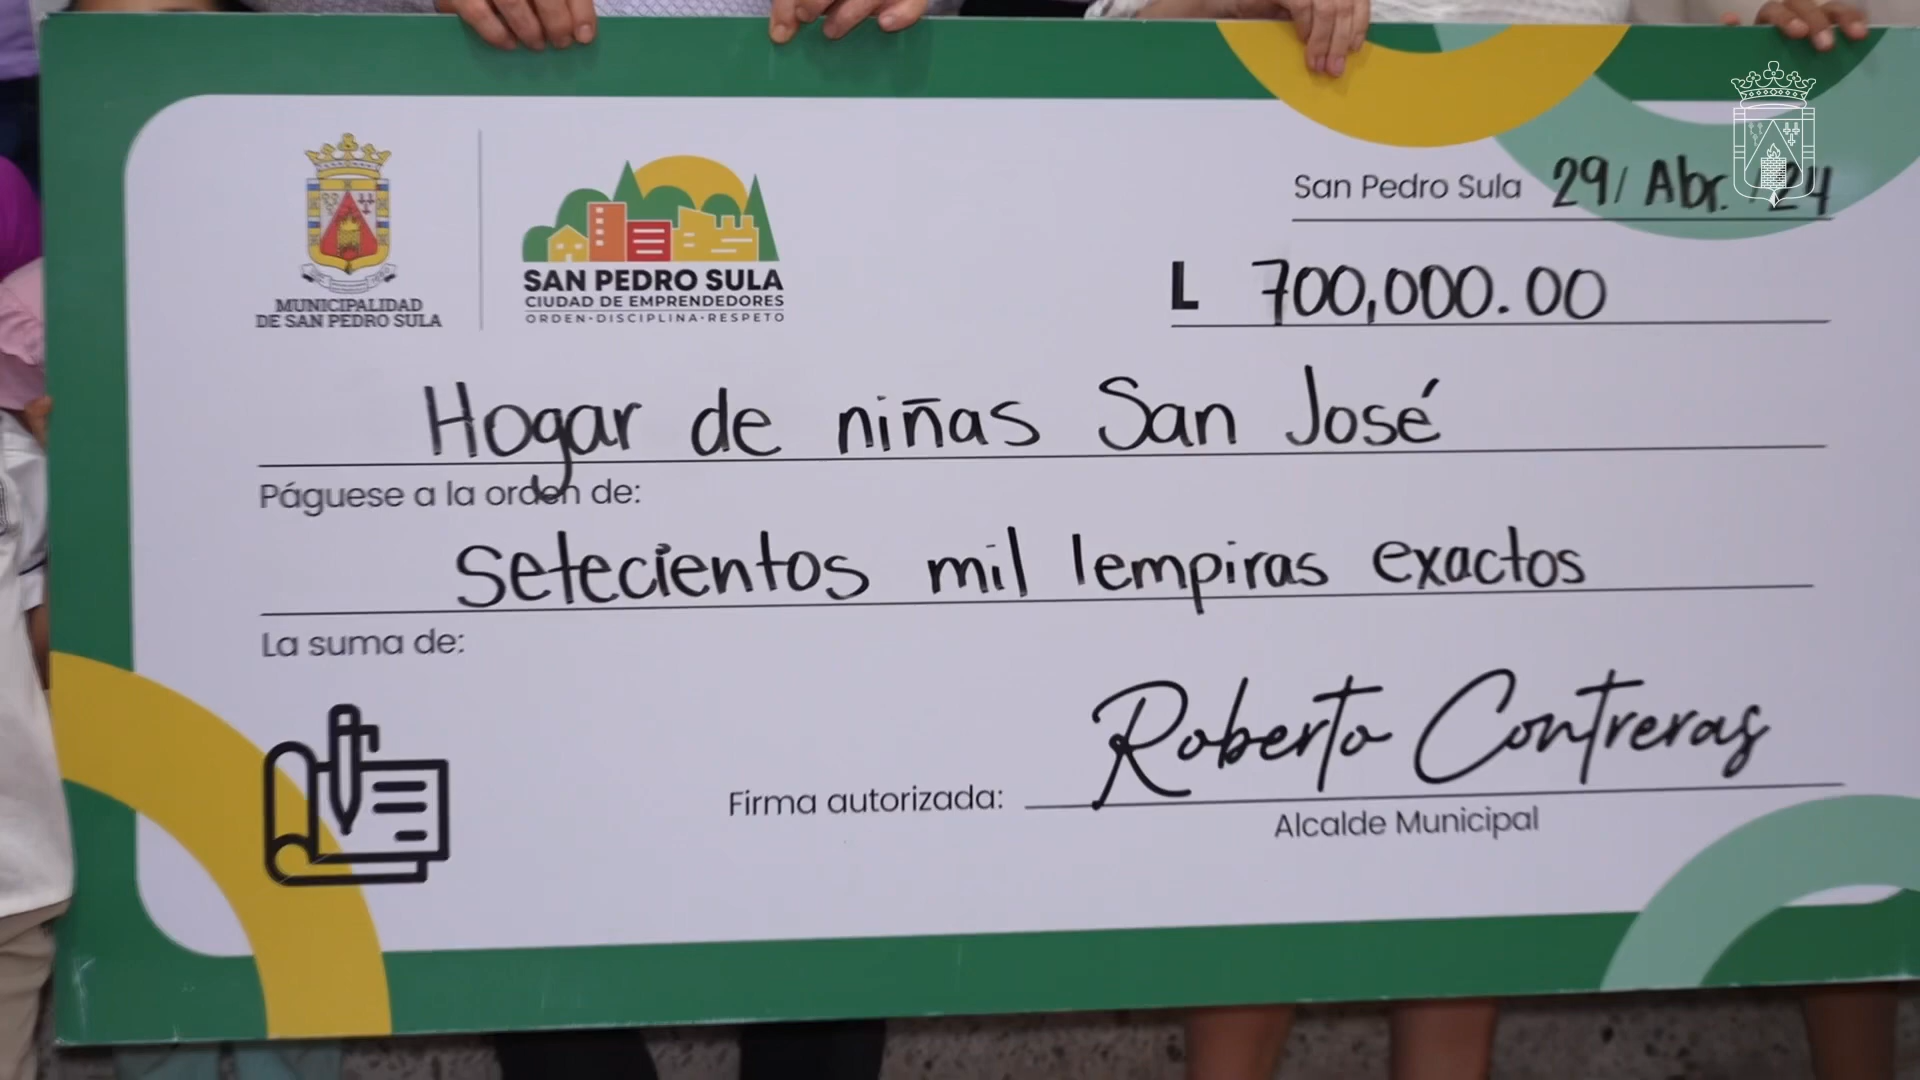 MUNICIPALIDAD
DE SAN PEDRO SULA
SAN PEDRO SULA
CIUDAD DE EMPRENDEDORES
ORDEN·DISCIPLINA·RESPETO
San Pedro Sula 29/ Abr. /24
L 700,000.00
Hogar de niñas San José
Páguese a la orden de:
setecientos mil lempiras exactos
La suma de:
Roberto Contreras
Firma autorizada:
Alcalde Municipal